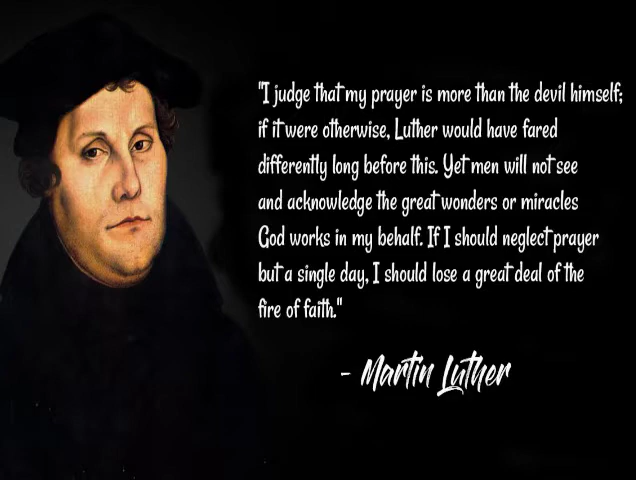 "I judge that my prayer is more than the devil himself;
if it were otherwise, Luther would have fared
differently long before this. Yet men will not see
and acknowledge the great wonders or miracles
God works in my behalf. If I should neglect prayer
but a single day, I should lose a great deal of the
fire of faith."
- Martin Luther